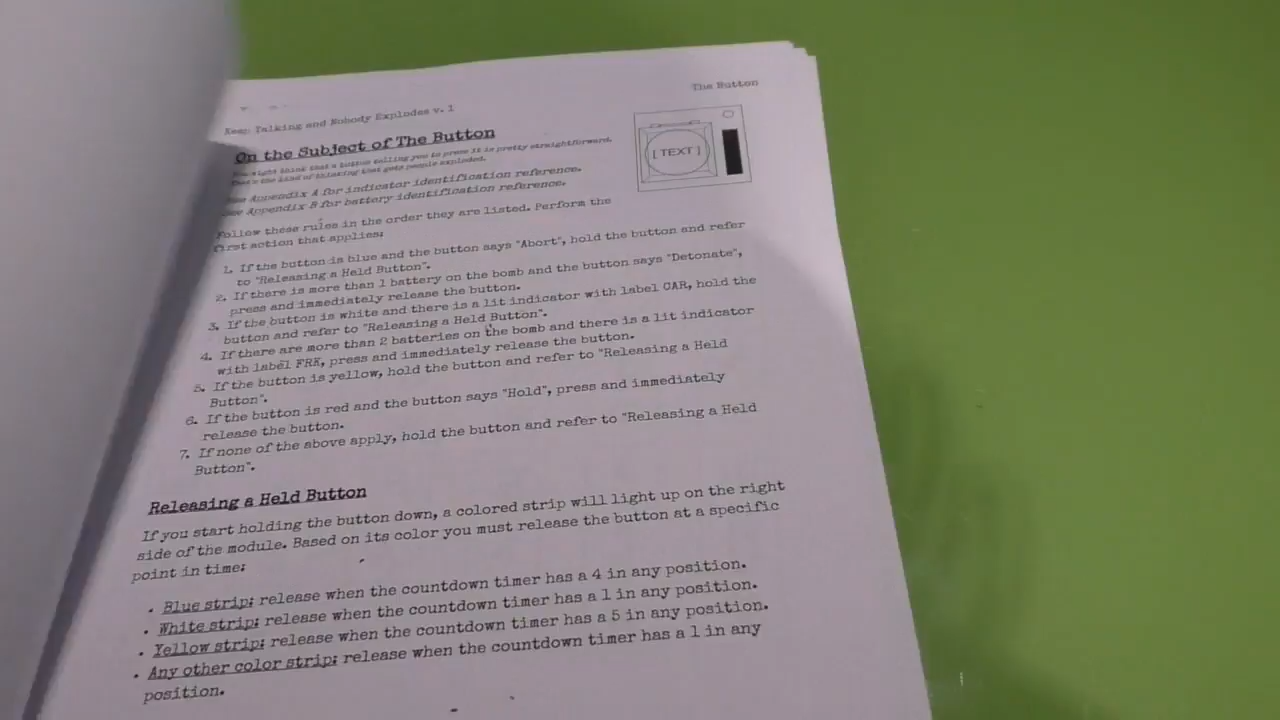 The Button
Keep Talking and Nobody Explodes v. 1
On the Subject of The Button
You might think that a button telling you to press it is pretty straightforward.
That's the kind of thinking that gets people exploded.
See Appendix A for indicator identification reference.
See Appendix B for battery identification reference.
[TEXT]
Follow these rules in the order they are listed. Perform the
first action that applies:
1. If the button is blue and the button says "Abort", hold the button and refer
to "Releasing a Held Button".
2. If there is more than 1 battery on the bomb and the button says "Detonate",
press and immediately release the button.
3. If the button is white and there is a lit indicator with label CAR, hold the
button and refer to "Releasing a Held Button".
4. If there are more than 2 batteries on the bomb and there is a lit indicator
with label FRK, press and immediately release the button.
5. If the button is yellow, hold the button and refer to "Releasing a Held
Button".
6. If the button is red and the button says "Hold", press and immediately
release the button.
7. If none of the above apply, hold the button and refer to "Releasing a Held
Button".
Releasing a Held Button
If you start holding the button down, a colored strip will light up on the right
side of the module. Based on its color you must release the button at a specific
point in time:
• Blue strip: release when the countdown timer has a 4 in any position.
• White strip: release when the countdown timer has a 1 in any position.
• Yellow strip: release when the countdown timer has a 5 in any position.
• Any other color strip: release when the countdown timer has a 1 in any
position.